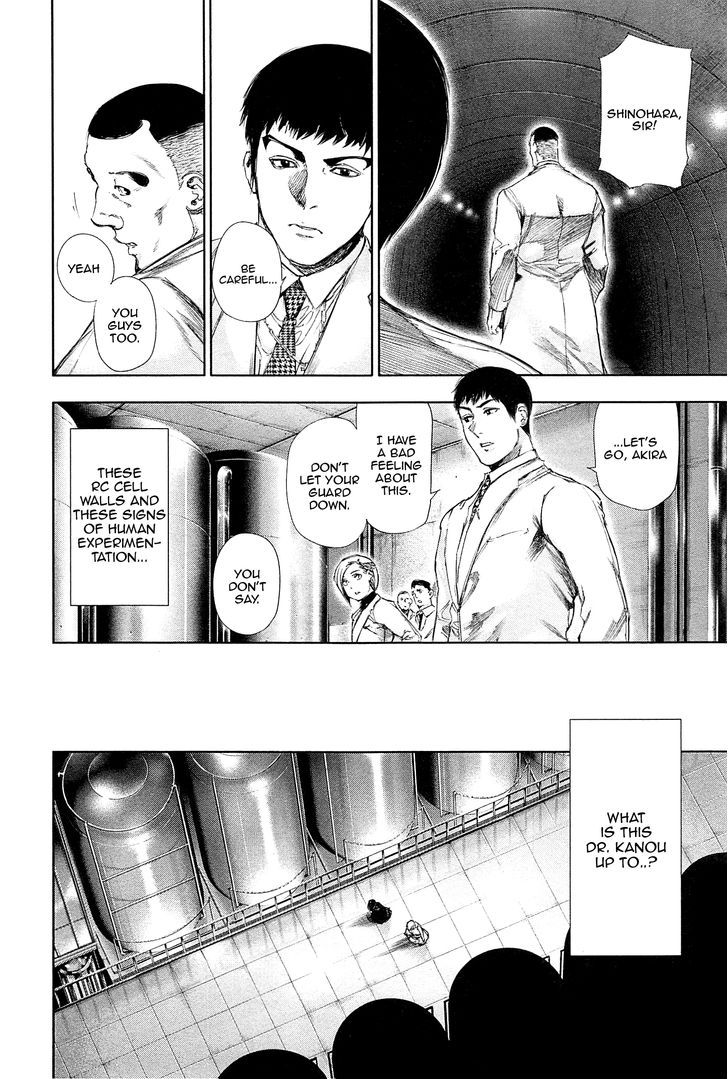 SHINOHARA,
SIR!
BE
CAREFUL...
YEAH
YOU
GUYS
TOO.
...LET'S
GO, AKIRA
I HAVE
A BAD
FEELING
ABOUT
THIS.
DON'T
LET YOUR
GUARD
DOWN.
YOU
DON'T
SAY.
THESE
RC CELL
WALLS AND
THESE SIGNS
OF HUMAN
EXPERIMEN-
TATION...
WHAT
IS THIS
DR. KANOU
UP TO..?